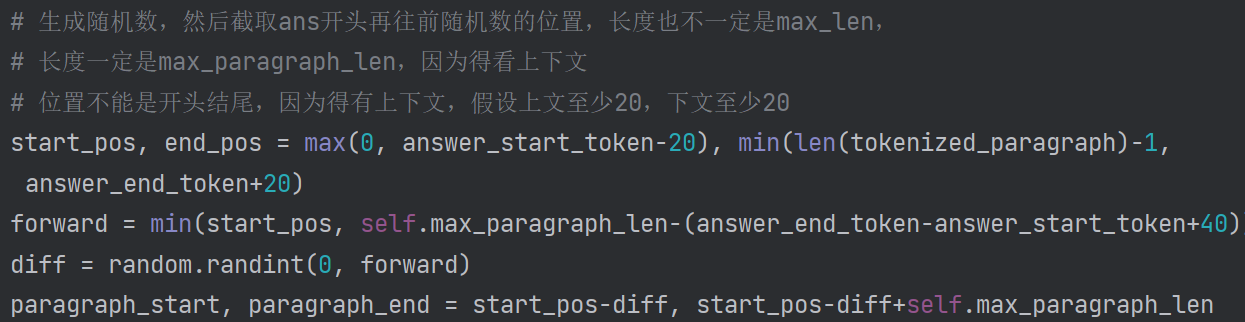 # 生成随机数，然后截取ans开头再往前随机数的位置，长度也不一定是max_len，
# 长度一定是max_paragraph_len，因为得看上下文
# 位置不能是开头结尾，因为得有上下文，假设上文至少20，下文至少20
start_pos, end_pos = max(0, answer_start_token-20), min(len(tokenized_paragraph)-1,
 answer_end_token+20)
forward = min(start_pos, self.max_paragraph_len-(answer_end_token-answer_start_token+40)
diff = random.randint(0, forward)
paragraph_start, paragraph_end = start_pos-diff, start_pos-diff+self.max_paragraph_len